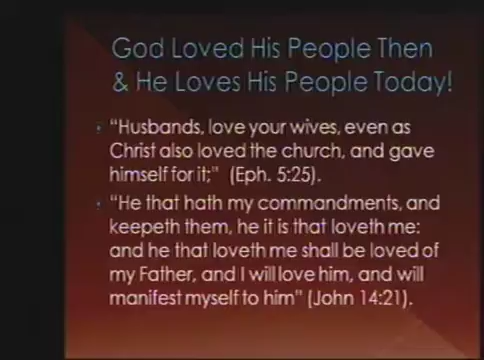 God Loved His People Then
& He Loves His People Today!
"Husbands, love your wives, even as
Christ also loved the church, and gave
himself for it;" (Eph. 5:25).
"He that hath my commandments, and
keepeth them, he it is that loveth me:
and he that loveth me shall be loved of
my Father, and I will love him, and will
manifest myself to him" (John 14:21).